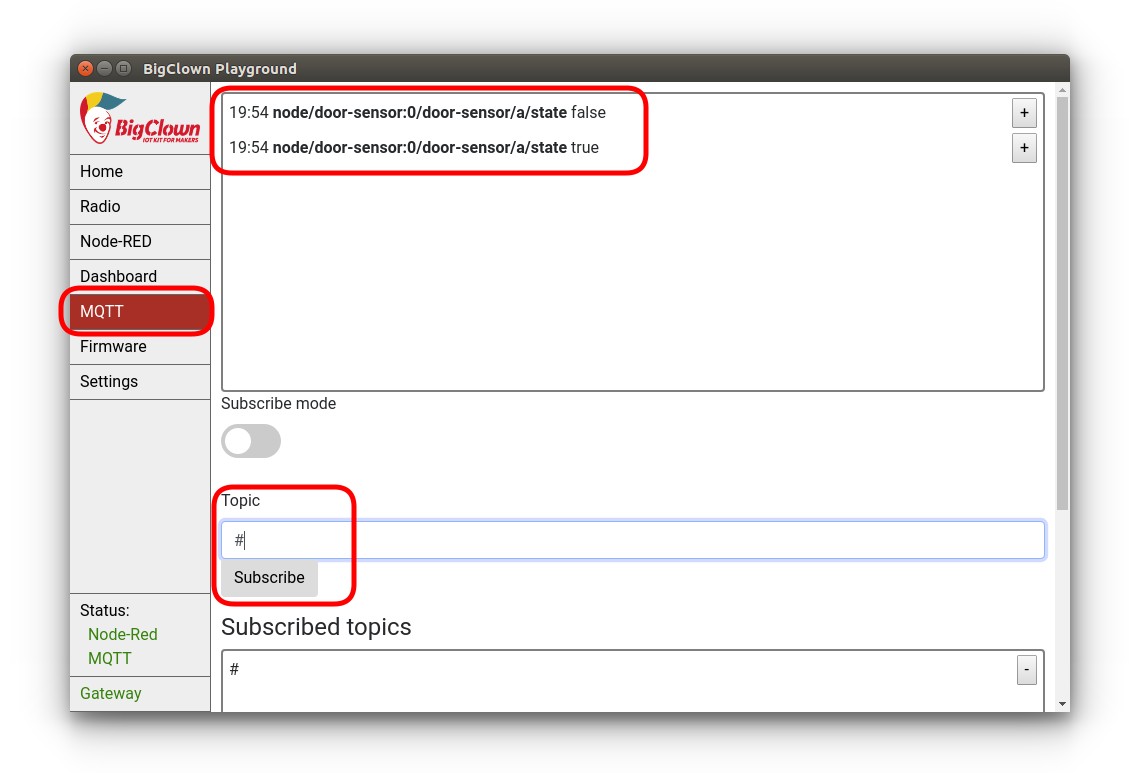 BigClown Playground
BigClown
IOT KIT FOR MAKERS
Home
Radio
Node-RED
Dashboard
MQTT
Firmware
Settings
Status:
Node-Red
MQTT
Gateway
19:54 node/door-sensor:0/door-sensor/a/state false
+
19:54 node/door-sensor:0/door-sensor/a/state true
+
Subscribe mode
Topic
#
Subscribe
Subscribed topics
#
-